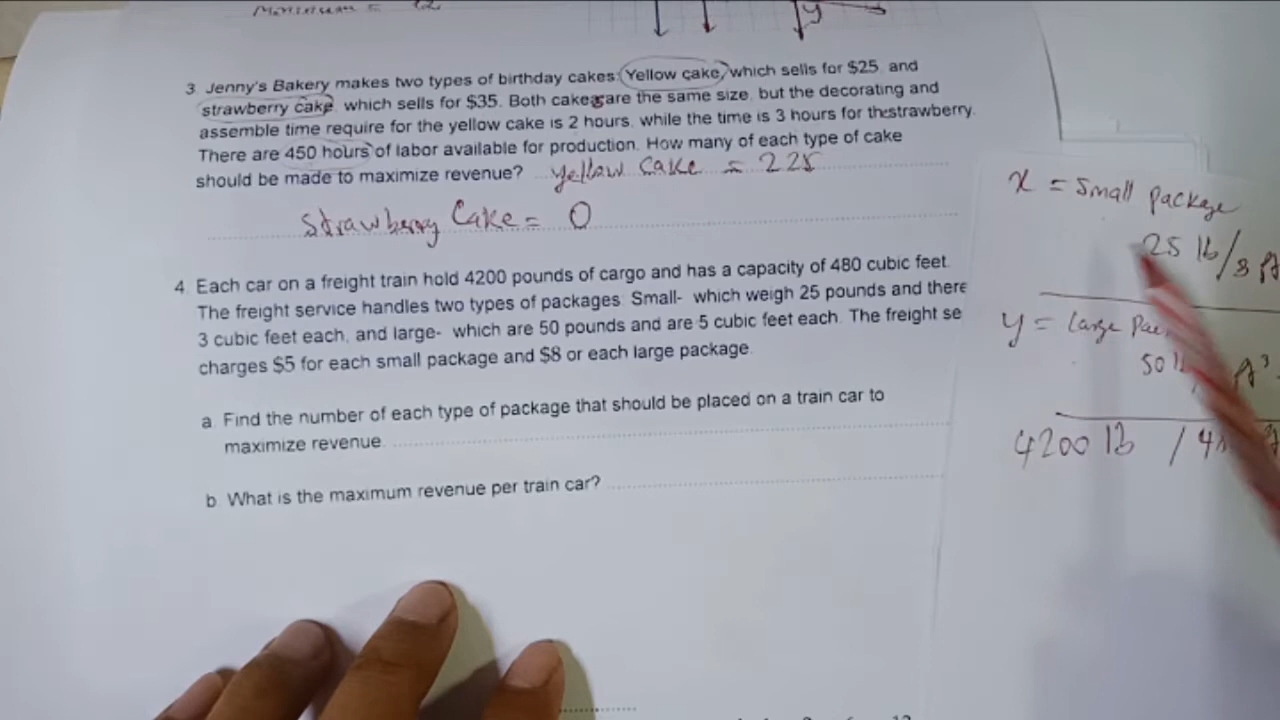 Minimum =
y
3. Jenny's Bakery makes two types of birthday cakes: Yellow cake, which sells for $25, and
strawberry cake, which sells for $35. Both cakes are the same size, but the decorating and
assemble time require for the yellow cake is 2 hours, while the time is 3 hours for the strawberry.
There are 450 hours of labor available for production. How many of each type of cake
should be made to maximize revenue? Yellow Cake = 225
Strawberry Cake = 0
4. Each car on a freight train hold 4200 pounds of cargo and has a capacity of 480 cubic feet.
The freight service handles two types of packages: Small- which weigh 25 pounds and there
3 cubic feet each, and large- which are 50 pounds and are 5 cubic feet each. The freight se
charges $5 for each small package and $8 or each large package.
a. Find the number of each type of package that should be placed on a train car to
maximize revenue.
b. What is the maximum revenue per train car?
x = Small package
25 lb/3 ft
y = large
50 ft³
4200 lb /